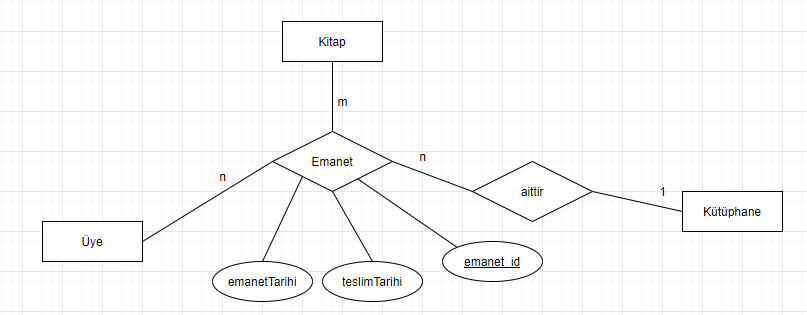 Kitap
m
Emanet
n
n
aittir
1
Kütüphane
Üye
emanetTarihi
teslimTarihi
emanet_id